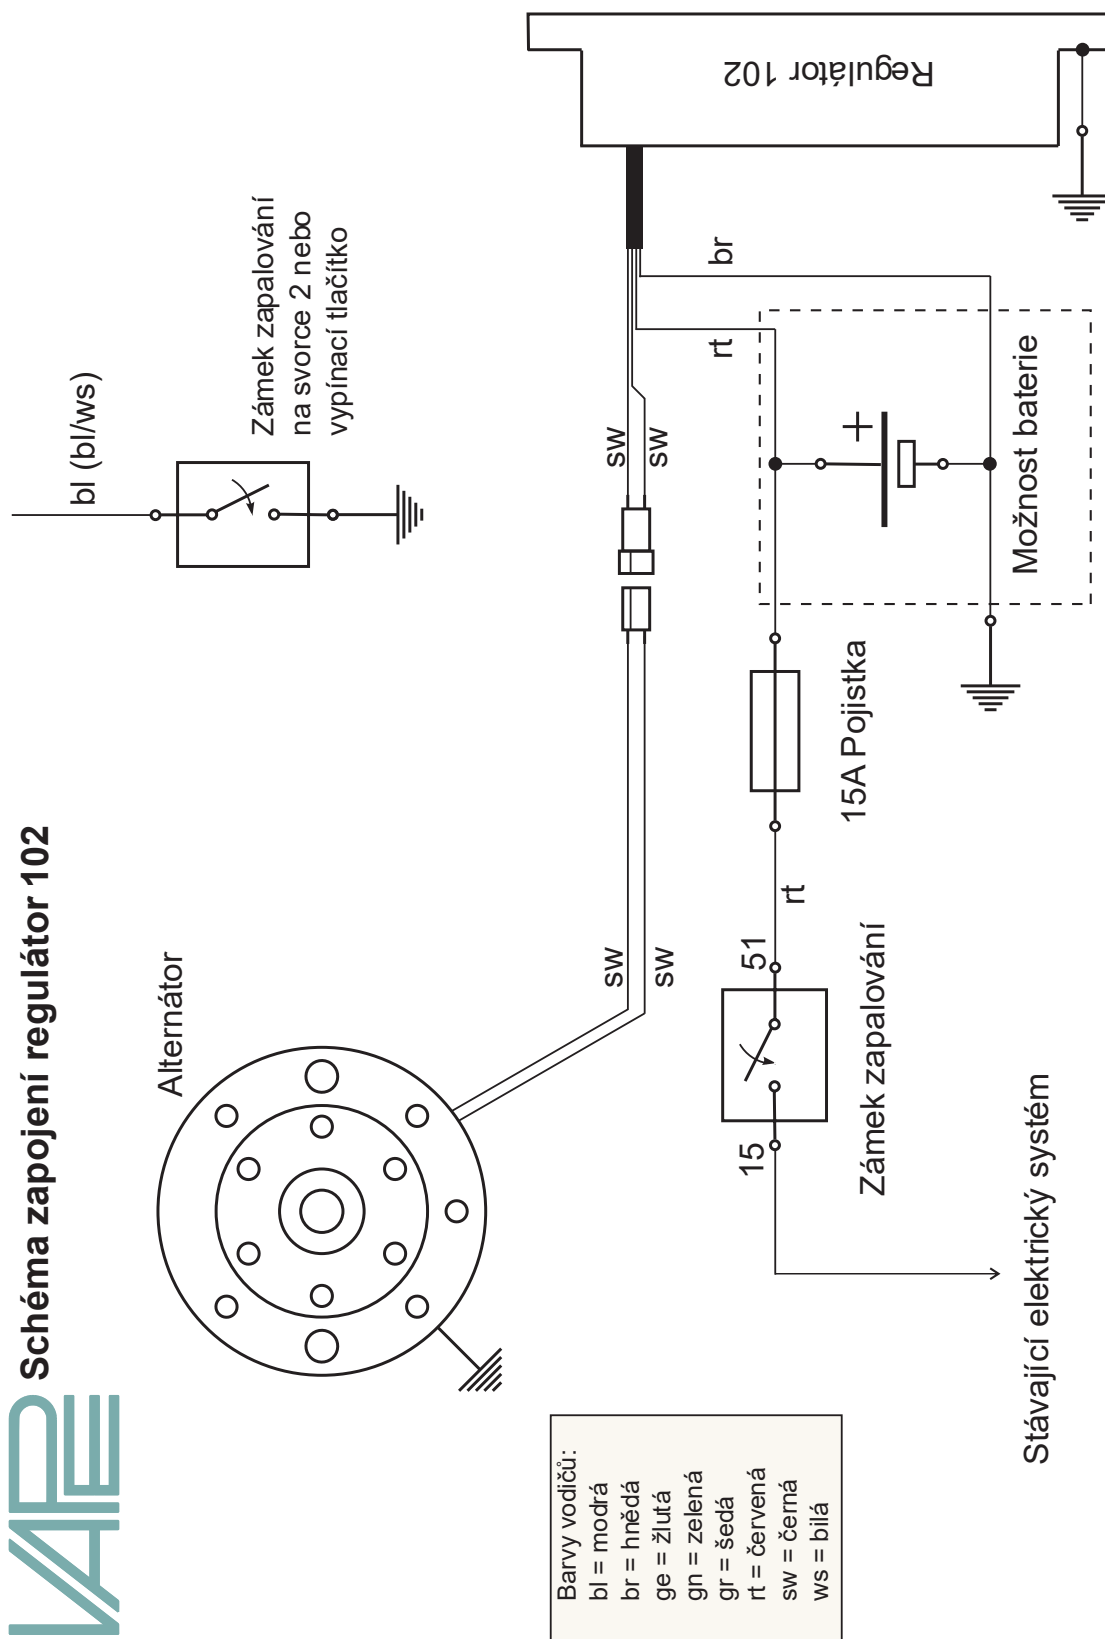 VAPE
Schéma zapojení regulátor 102
Alternátor
bl (bl/ws)
Zámek zapalování
na svorce 2 nebo
vypínací tlačítko
Regulátor 102
sw
sw
sw
sw
rt
br
Barvy vodičů:
bl = modrá
br = hnědá
ge = žlutá
gn = zelená
gr = šedá
rt = červená
sw = černá
ws = bílá
15
51
rt
Zámek zapalování
15A Pojistka
+
Možnost baterie
Stávající elektrický systém